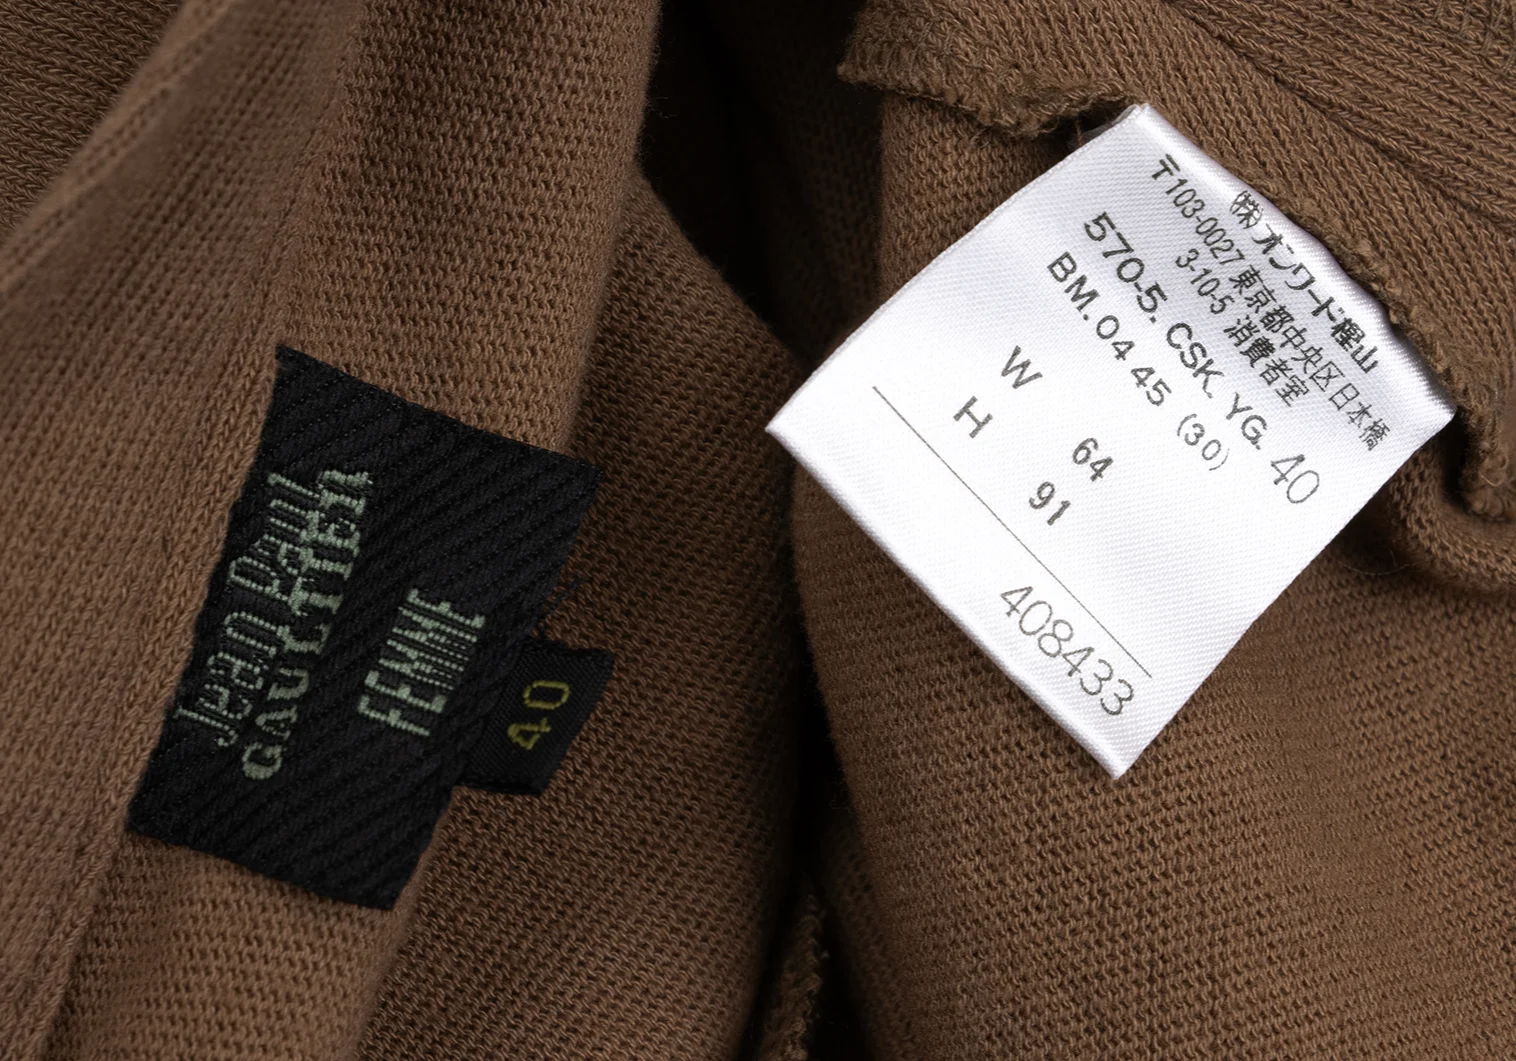 Jean Paul
GAULTIER
FEMME
40
(株)オンワード樫山
〒103-0027 東京都中央区日本橋
3-10-5 消費者室
570-5. CSK. YG. 40
BM. 04 45 (30)
W 64
H 91
408433